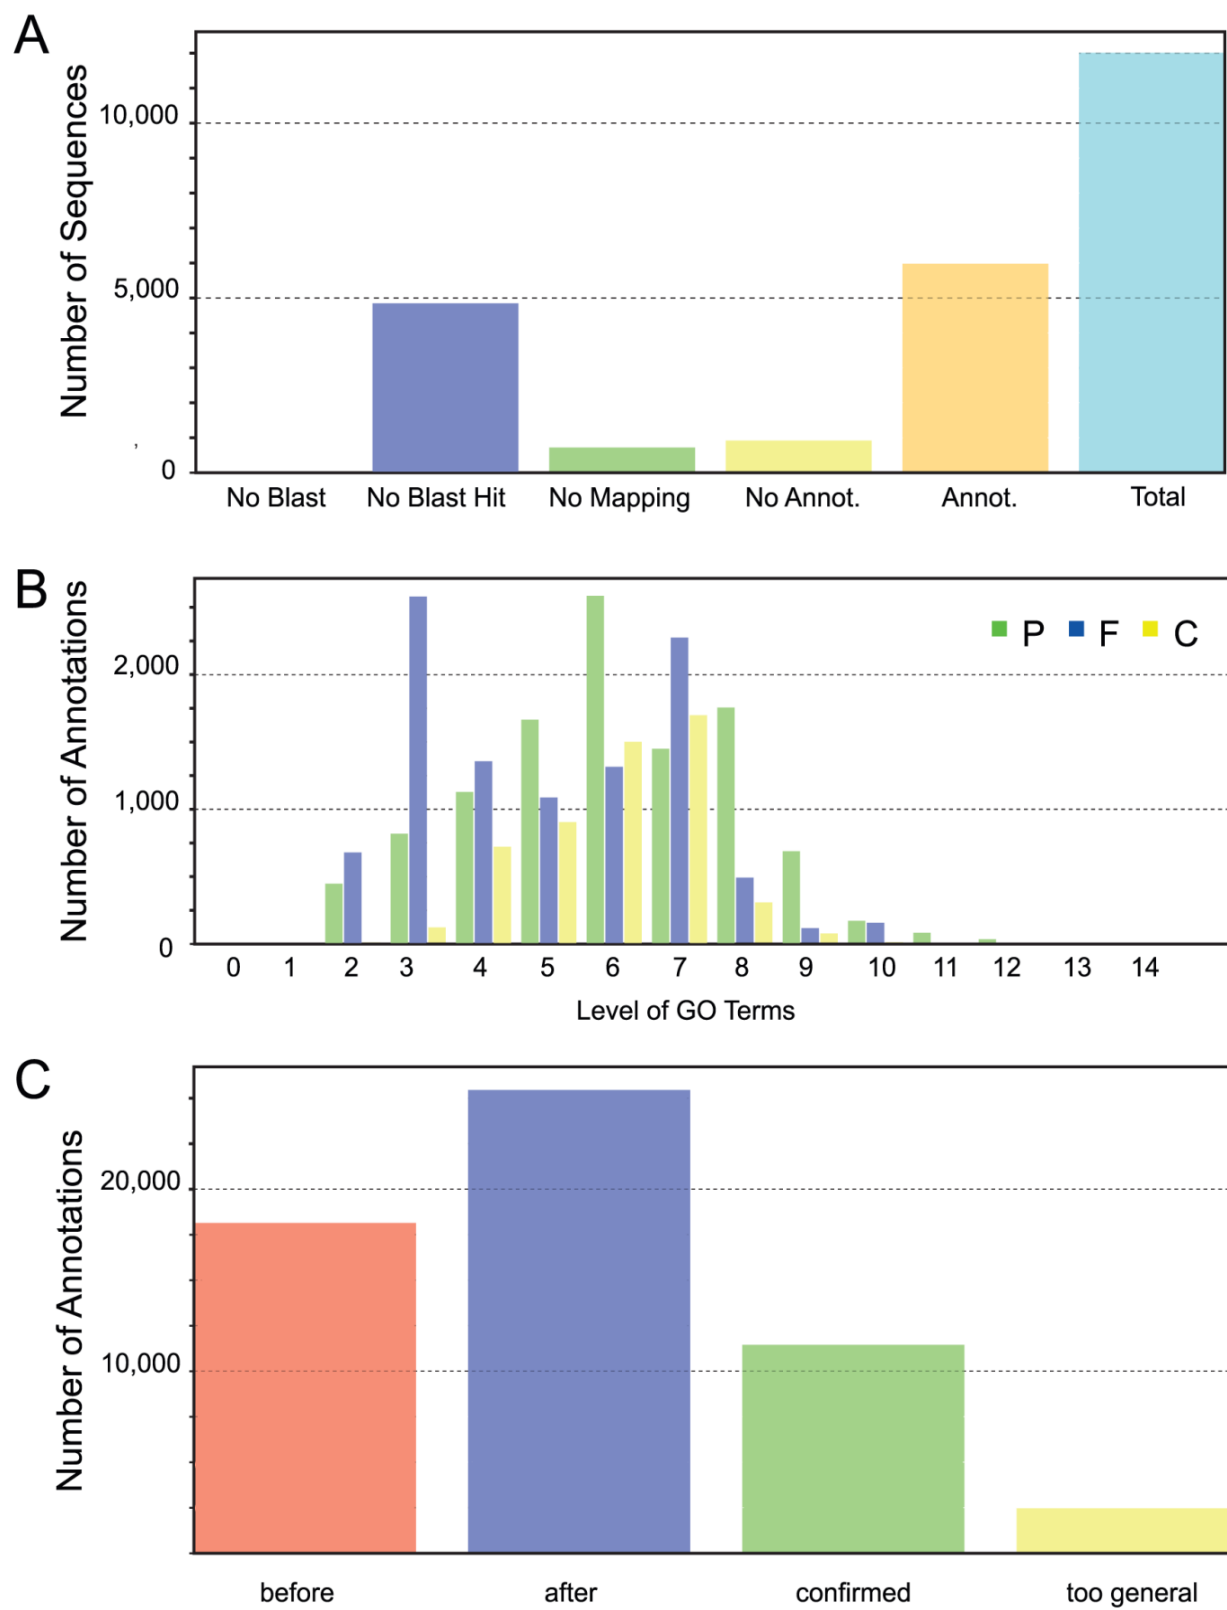 A
Number of Sequences
10,000
5,000
,
0
No Blast No Blast Hit No Mapping No Annot. Annot. Total
B
Number of Annotations
P F C
2,000
1,000
0
0 1 2 3 4 5 6 7 8 9 10 11 12 13 14
Level of GO Terms
C
Number of Annotations
20,000
10,000
before after confirmed too general